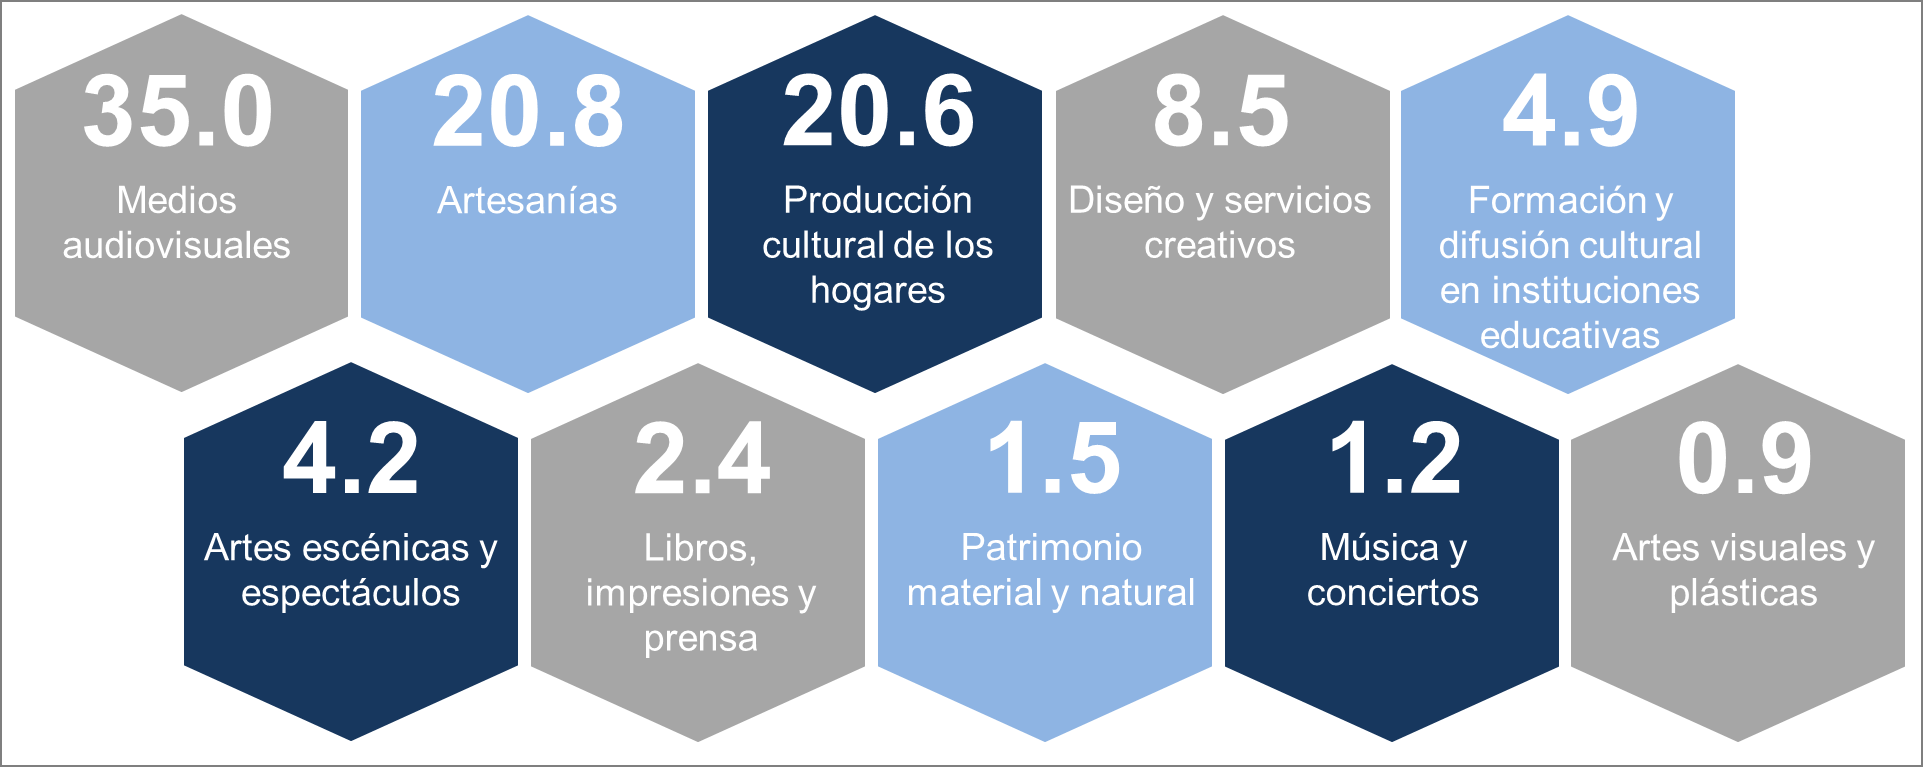 35.0
Medios
audiovisuales
20.8
Artesanías
20.6
Producción
cultural de los
hogares
8.5
Diseño y servicios
creativos
4.9
Formación y
difusión cultural
en instituciones
educativas
4.2
Artes escénicas y
espectáculos
2.4
Libros,
impresiones y
prensa
1.5
Patrimonio
material y natural
1.2
Música y
conciertos
0.9
Artes visuales y
plásticas